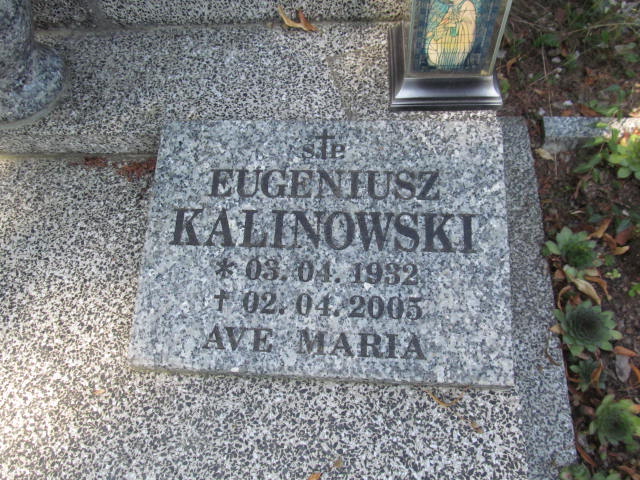 Ś✝P
EUGENIUSZ
KALINOWSKI
* 03. 04. 1932
† 02. 04. 2005
AVE MARIA